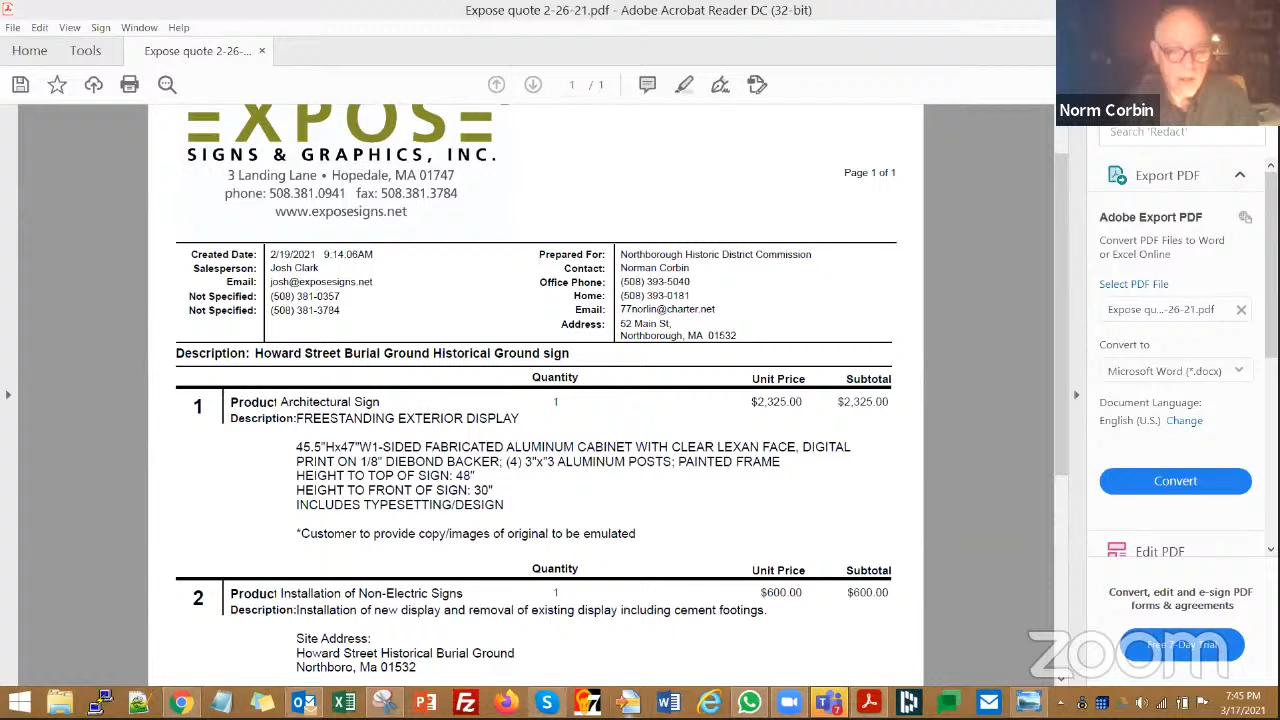 Expose quote 2-26-21.pdf - Adobe Acrobat Reader DC (32-bit)
File Edit View Sign Window Help
Home Tools Expose quote 2-26-... ×
1 / 1
Norm Corbin
EXPOSE
SIGNS & GRAPHICS, INC.
3 Landing Lane • Hopedale, MA 01747
phone: 508.381.0941 fax: 508.381.3784
www.exposesigns.net
Page 1 of 1
Created Date: 2/19/2021 9:14:06AM
Salesperson: Josh Clark
Email: josh@exposesigns.net
Not Specified: (508) 381-0357
Not Specified: (508) 381-3784
Prepared For: Northborough Historic District Commission
Contact: Norman Corbin
Office Phone: (508) 393-5040
Home: (508) 393-0181
Email: 77norlin@charter.net
Address: 52 Main St,
Northborough, MA 01532
Description: Howard Street Burial Ground Historical Ground sign
Quantity
Unit Price Subtotal
1 Product Architectural Sign 1 $2,325.00 $2,325.00
Description:FREESTANDING EXTERIOR DISPLAY
45.5"Hx47"W1-SIDED FABRICATED ALUMINUM CABINET WITH CLEAR LEXAN FACE, DIGITAL
PRINT ON 1/8" DIEBOND BACKER; (4) 3"x"3 ALUMINUM POSTS; PAINTED FRAME
HEIGHT TO TOP OF SIGN: 48"
HEIGHT TO FRONT OF SIGN: 30"
INCLUDES TYPESETTING/DESIGN
*Customer to provide copy/images of original to be emulated
Quantity
Unit Price Subtotal
2 Product Installation of Non-Electric Signs 1 $600.00 $600.00
Description:Installation of new display and removal of existing display including cement footings.
Site Address:
Howard Street Historical Burial Ground
Northboro, Ma 01532
Search 'Redact'
Export PDF
Adobe Export PDF
Convert PDF Files to Word
or Excel Online
Select PDF File
Expose qu...-26-21.pdf
Convert to
Microsoft Word (*.docx)
Document Language:
English (U.S.) Change
Convert
Edit PDF
Convert, edit and e-sign PDF
forms & agreements
Free 7-Day Trial
zoom
7:45 PM
3/17/2021